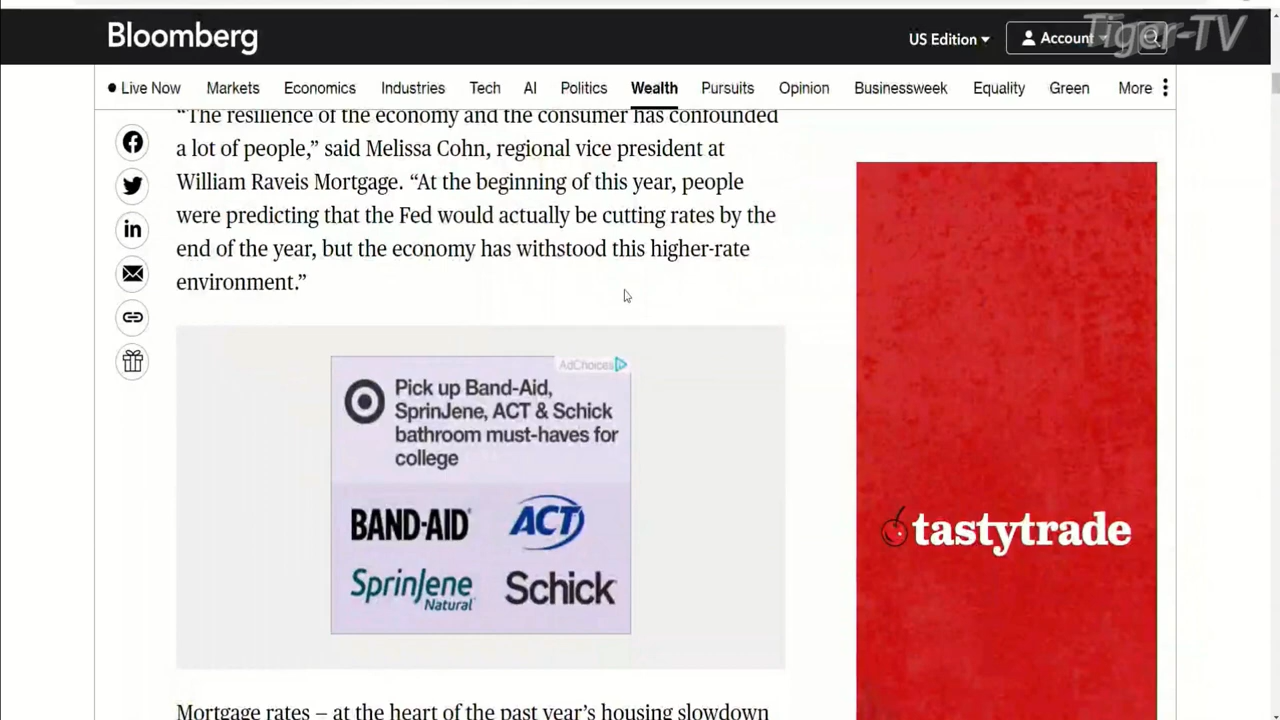 Bloomberg
US Edition
Account
Tiger-TV
Live Now Markets Economics Industries Tech AI Politics Wealth Pursuits Opinion Businessweek Equality Green More
“The resilience of the economy and the consumer has confounded
a lot of people,” said Melissa Cohn, regional vice president at
William Raveis Mortgage. “At the beginning of this year, people
were predicting that the Fed would actually be cutting rates by the
end of the year, but the economy has withstood this higher-rate
environment.”
AdChoices
Pick up Band-Aid,
SprinJene, ACT & Schick
bathroom must-haves for
college
BAND-AID® ACT
SprinJene Schick
Natural
tastytrade
Mortgage rates – at the heart of the past year’s housing slowdown